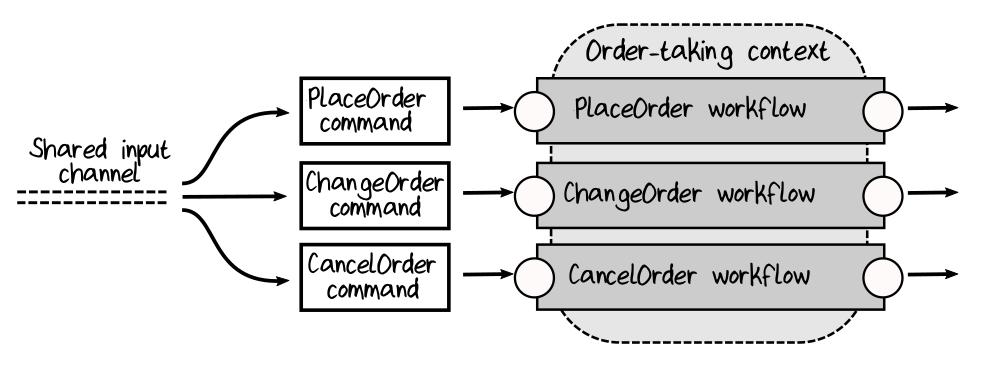 Order-taking context
Shared input
channel
PlaceOrder
command
PlaceOrder workflow
ChangeOrder
command
ChangeOrder workflow
CancelOrder
command
CancelOrder workflow